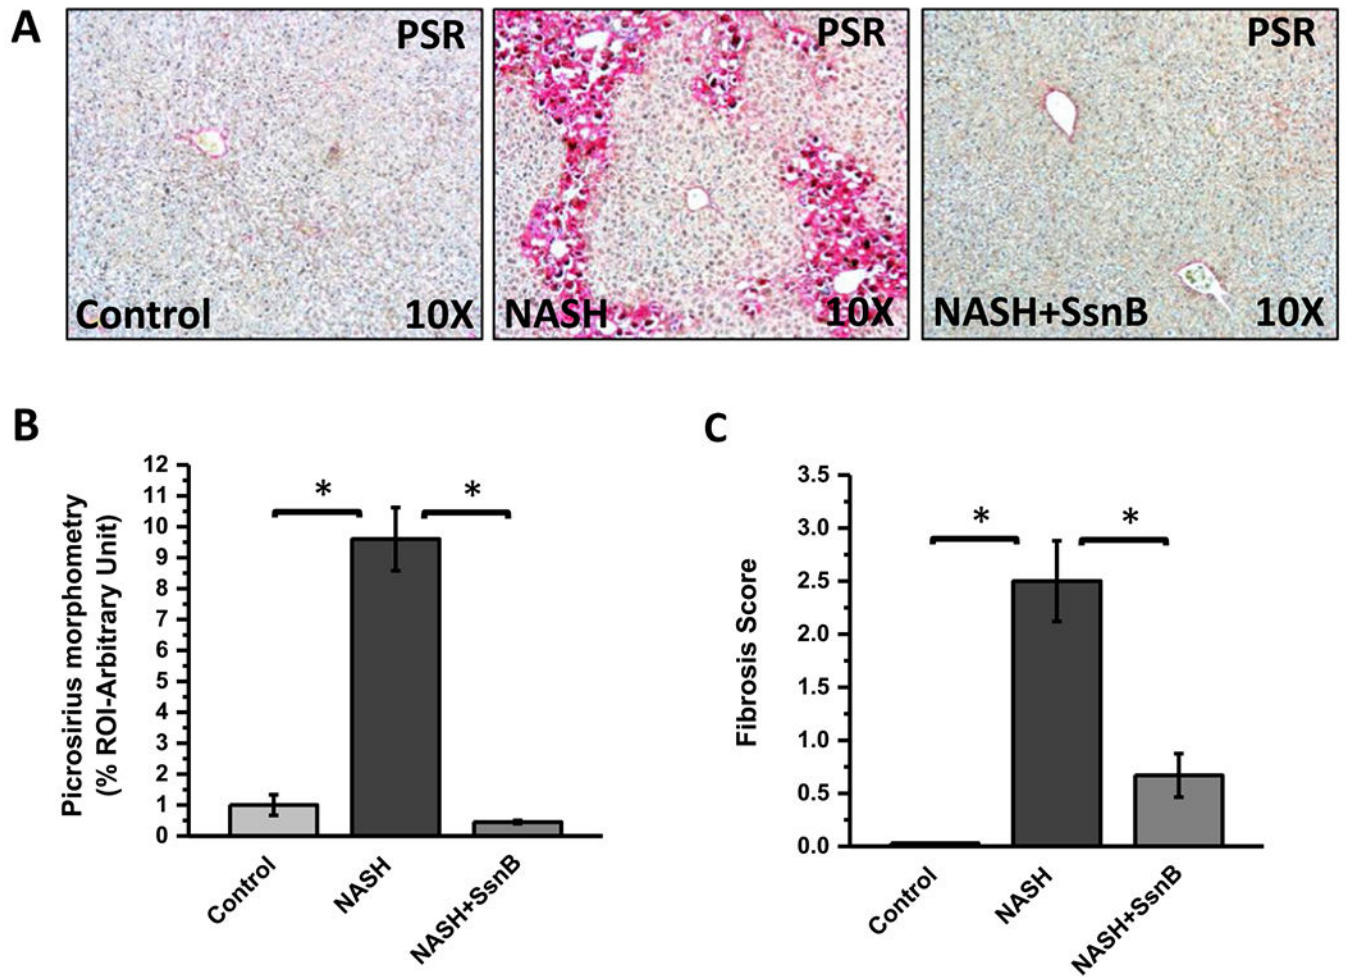 A
PSR
Control
10X
PSR
NASH
10X
PSR
NASH+SsnB
10X
B
Picrosirius morphometry
(% ROI-Arbitrary Unit)
12
11
10
9
8
7
6
5
4
3
2
1
0
*
*
Control
NASH
NASH+SsnB
C
Fibrosis Score
3.5
3.0
2.5
2.0
1.5
1.0
0.5
0.0
*
*
Control
NASH
NASH+SsnB